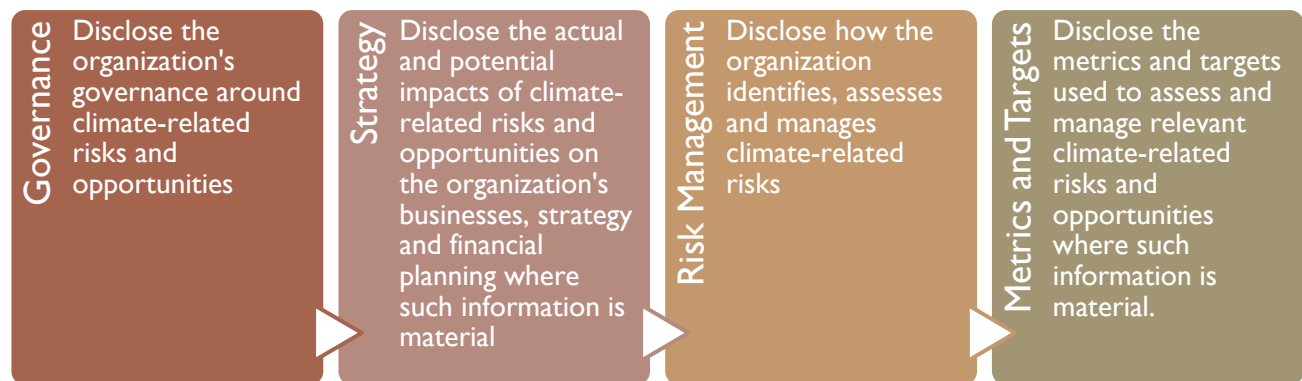 Governance
Disclose the
organization's
governance around
climate-related
risks and
opportunities
Strategy
Disclose the actual
and potential
impacts of climate-
related risks and
opportunities on
the organization's
businesses, strategy
and financial
planning where
such information is
material
Risk Management
Disclose how the
organization
identifies, assesses
and manages
climate-related
risks
Metrics and Targets
Disclose the
metrics and targets
used to assess and
manage relevant
climate-related
risks and
opportunities
where such
information is
material.